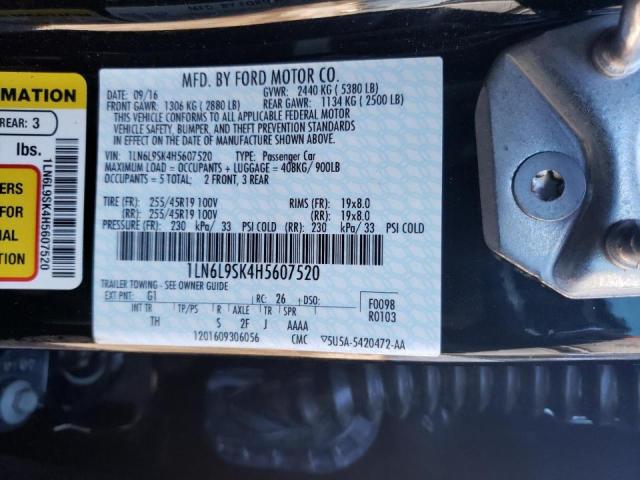 MFD. BY FORD MOTOR CO.
DATE: 09/16 GVWR: 2440 KG ( 5380 LB)
FRONT GAWR: 1306 KG ( 2880 LB) REAR GAWR: 1134 KG ( 2500 LB)
THIS VEHICLE CONFORMS TO ALL APPLICABLE FEDERAL MOTOR
VEHICLE SAFETY, BUMPER, AND THEFT PREVENTION STANDARDS IN
EFFECT ON THE DATE OF MANUFACTURE SHOWN ABOVE.
VIN: 1LN6L9SK4H5607520 TYPE: Passenger Car
MAXIMUM LOAD = OCCUPANTS + LUGGAGE = 408KG/ 900LB
OCCUPANTS = 5 TOTAL: 2 FRONT, 3 REAR
TIRE (FR): 255/45R19 100V RIMS (FR): 19x8.0
(RR): 255/45R19 100V (RR): 19x8.0
PRESSURE (FR): 230 kPa/ 33 PSI COLD (RR): 230 kPa/ 33 PSI COLD
1LN6L9SK4H5607520
TRAILER TOWING - SEE OWNER GUIDE
EXT PNT: G1 RC: 26 DSO: F0098
INT TR TP/PS R AXLE TR SPR R0103
TH S 2F J AAAA
1201609306056 CMC ▽5U5A-5420472-AA
ORMATION
REAR: 3
lbs.
ERS
FOR
NAL
ON
1LN6L9SK4H5607520